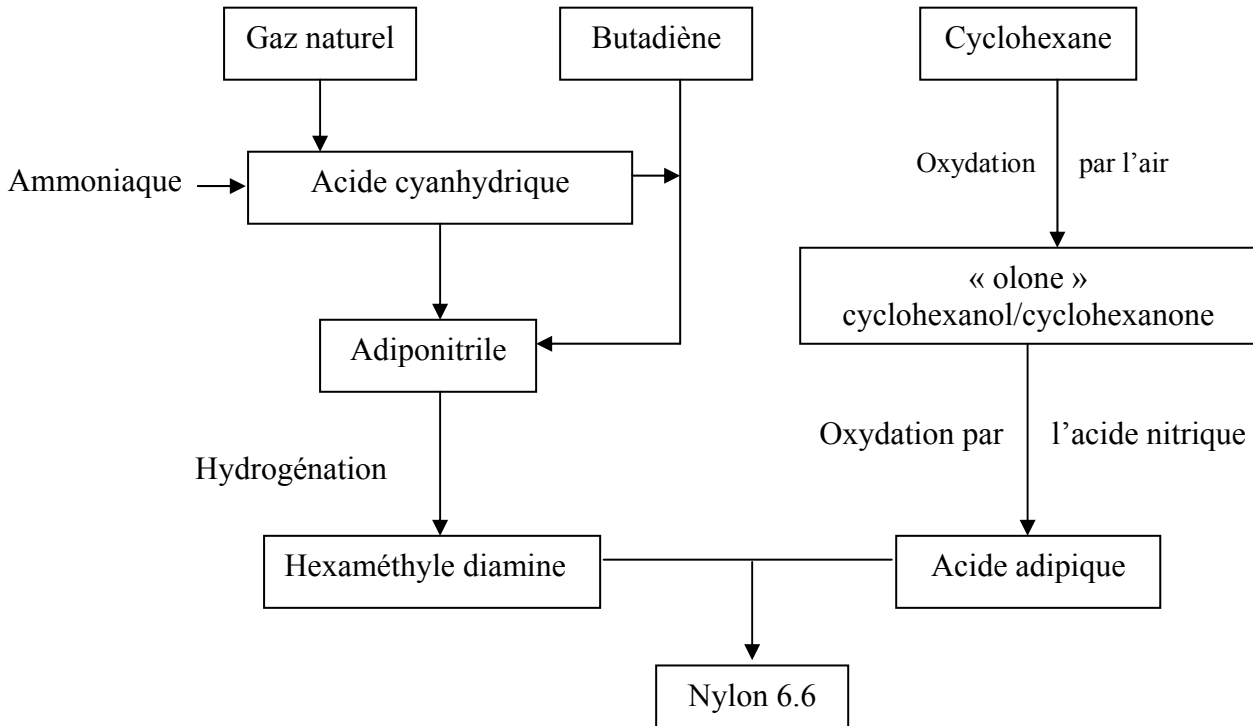 Gaz naturel
Butadiène
Cyclohexane
Ammoniaque
Acide cyanhydrique
Oxydation
par l’air
« olone »
cyclohexanol/cyclohexanone
Adiponitrile
Oxydation par
l’acide nitrique
Hydrogénation
Hexaméthyle diamine
Acide adipique
Nylon 6.6